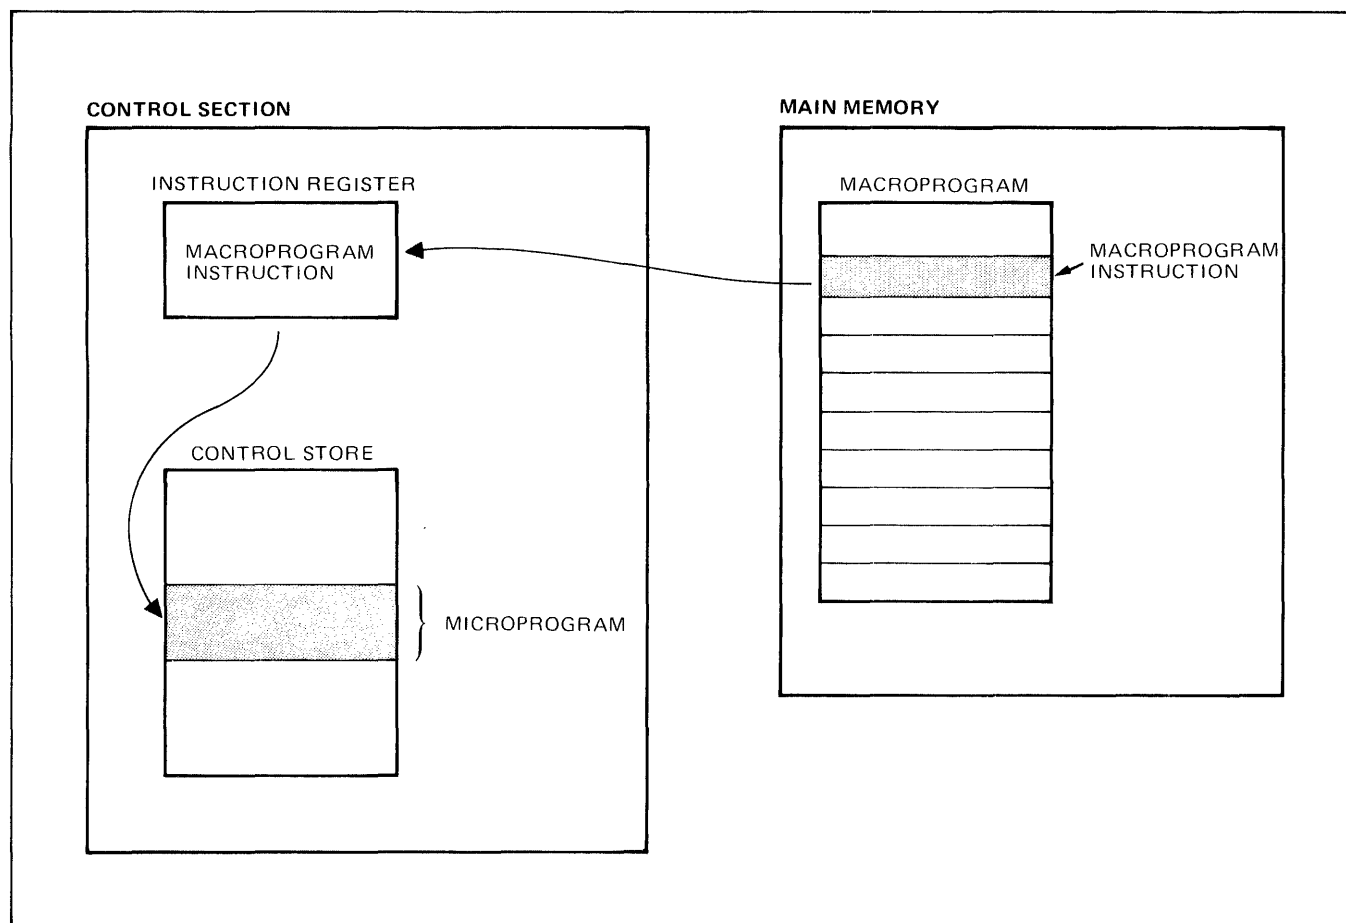 CONTROL SECTION
INSTRUCTION REGISTER
MACROPROGRAM
INSTRUCTION
CONTROL STORE
MICROPROGRAM
MAIN MEMORY
MACROPROGRAM
MACROPROGRAM
INSTRUCTION